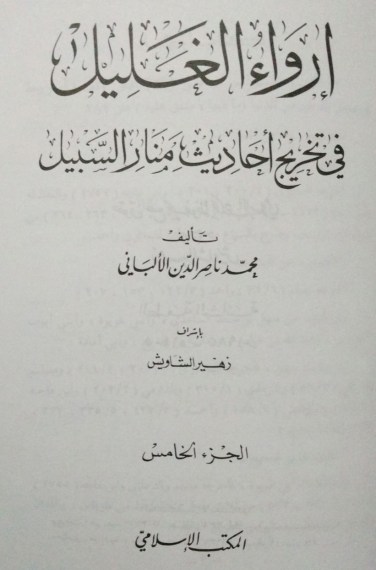 إرواء الغليل
في تخريج أحاديث منار السبيل
تأليف
محمد ناصر الدين الألباني
بإشراف
زهير الشاويش
الجزء الخامس
المكتب الإسلامي